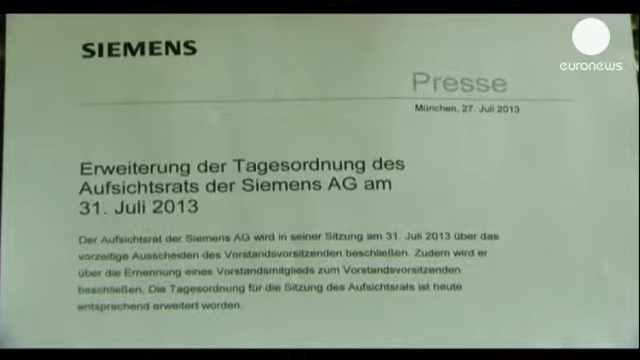 SIEMENS
euronews
Presse
München, 27. Juli 2013
Erweiterung der Tagesordnung des
Aufsichtsrats der Siemens AG am
31. Juli 2013
Der Aufsichtsrat der Siemens AG wird in seiner Sitzung am 31. Juli 2013 über das
vorzeitige Ausscheiden des Vorstandsvorsitzenden beschließen. Zudem wird er
über die Ernennung eines Vorstandsmitglieds zum Vorstandsvorsitzenden
beschließen. Die Tagesordnung für die Sitzung des Aufsichtsrats ist heute
entsprechend erweitert worden.